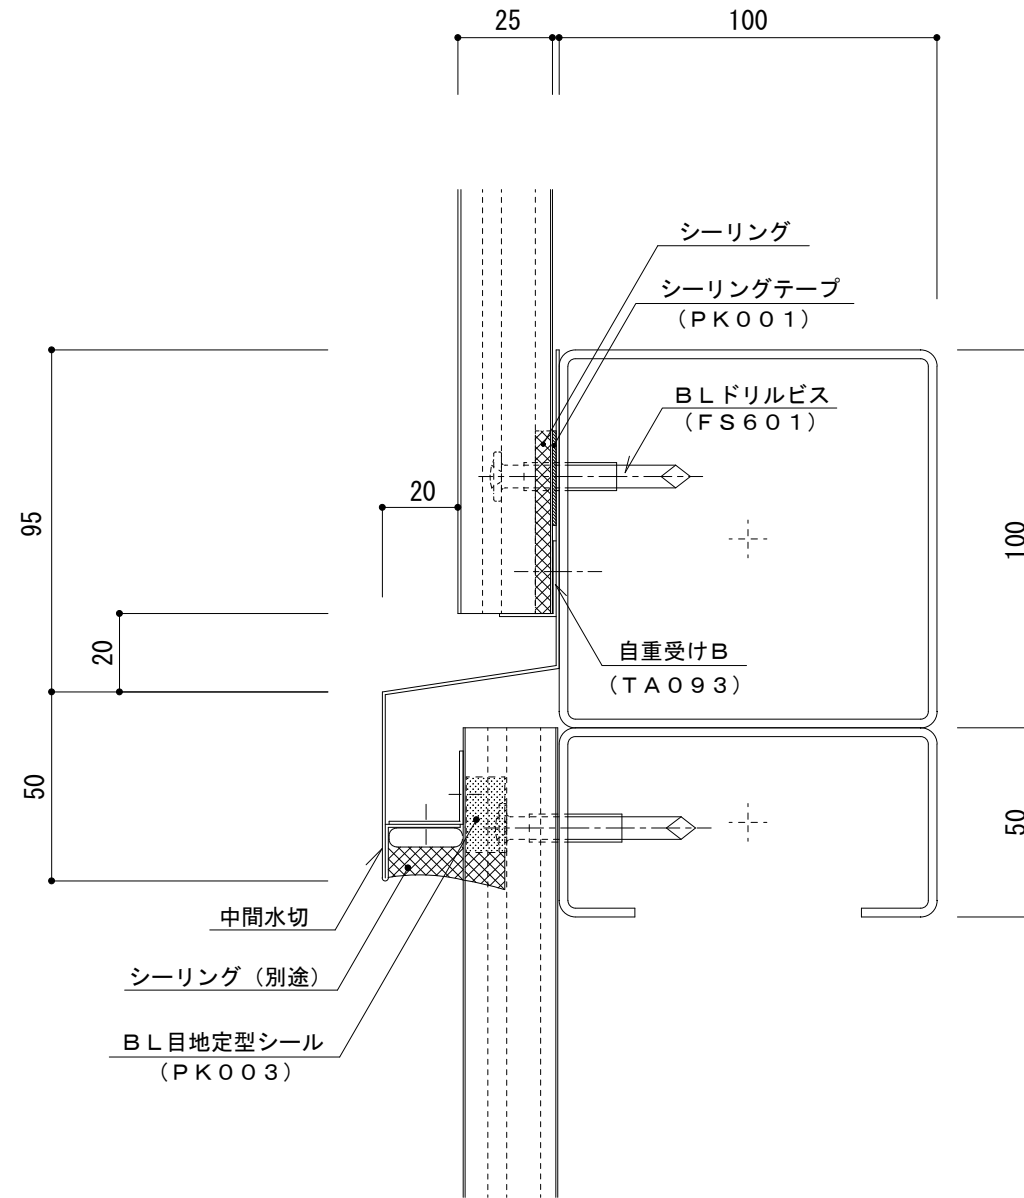 25
100
シーリング
シーリングテープ
(PK001)
BLドリルビス
(FS601)
20
95
100
20
自重受けB
(TA093)
50
50
中間水切
シーリング(別途)
BL目地定型シール
(PK003)